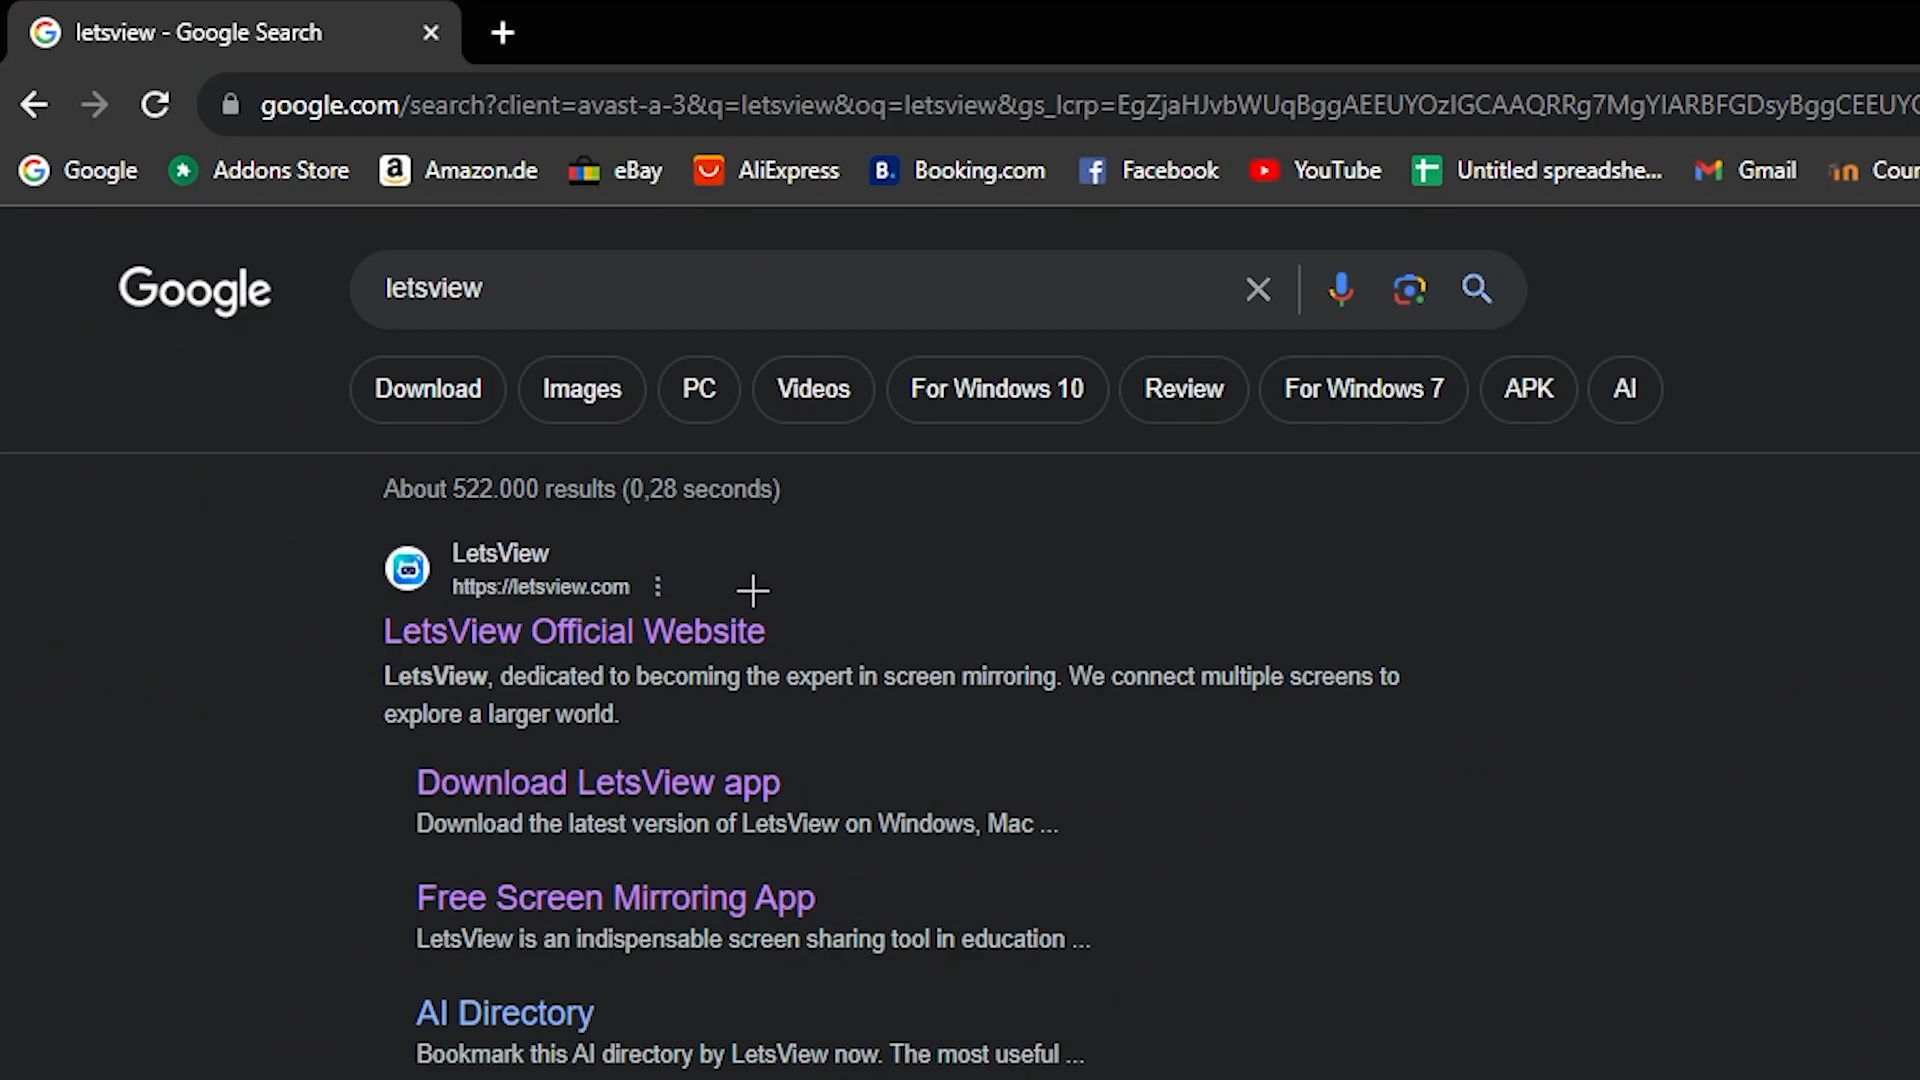 letsview - Google Search
google.com/search?client=avast-a-3&q=letsview&oq=letsview&gs_lcrp=EgZjaHJvbWUqBggAEEUYOzIGCAAQRRg7MgYIARBFGDsyBggCEEUYO
Google Addons Store Amazon.de eBay AliExpress Booking.com Facebook YouTube Untitled spreadshe... Gmail Cour
Google letsview
Download Images PC Videos For Windows 10 Review For Windows 7 APK AI
About 522.000 results (0,28 seconds)
LetsView
https://letsview.com
LetsView Official Website
LetsView, dedicated to becoming the expert in screen mirroring. We connect multiple screens to
explore a larger world.
Download LetsView app
Download the latest version of LetsView on Windows, Mac ...
Free Screen Mirroring App
LetsView is an indispensable screen sharing tool in education ...
AI Directory
Bookmark this AI directory by LetsView now. The most useful ...